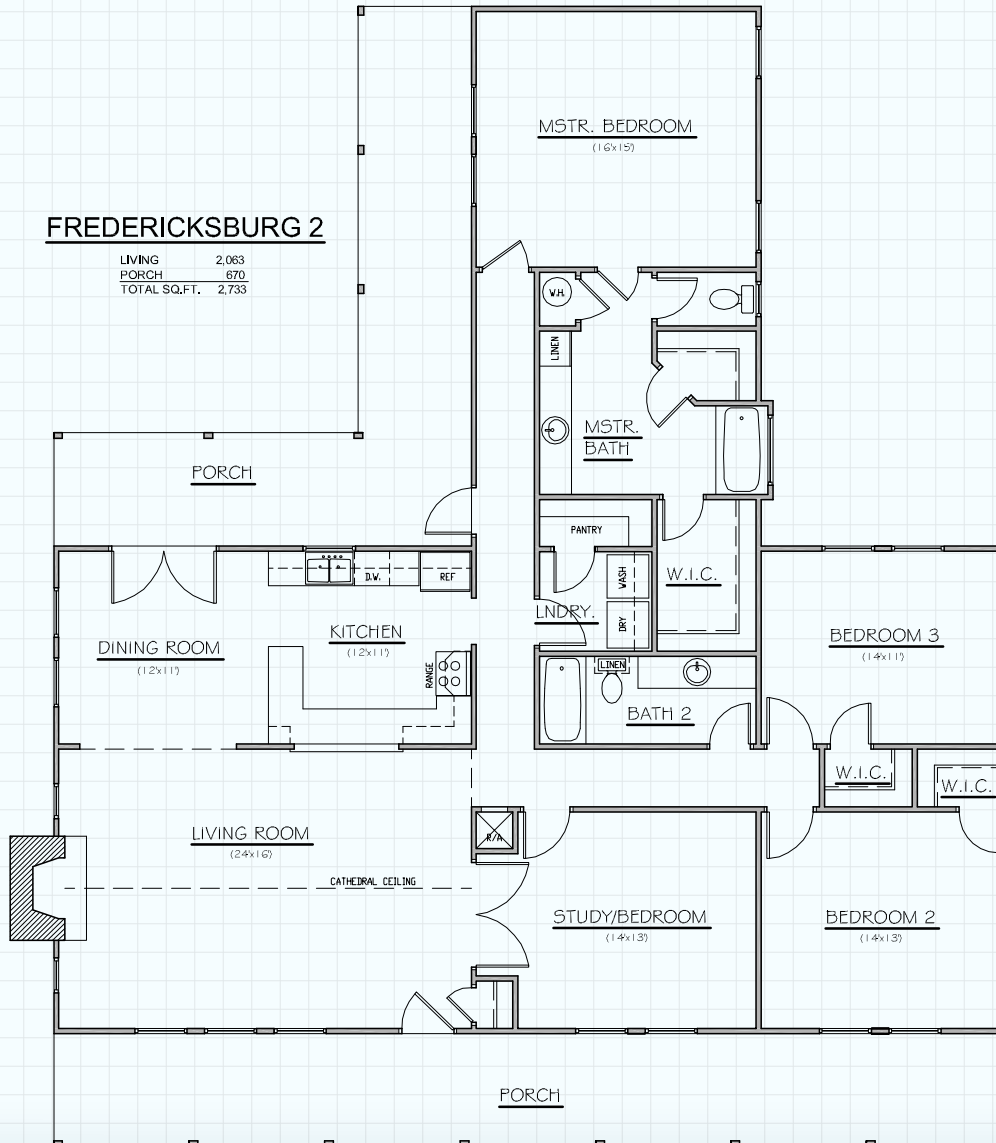 MSTR. BEDROOM
(16'x15')
FREDERICKSBURG 2
LIVING 2,063
PORCH 670
TOTAL SQ.FT. 2,733
W.H.
LINEN
MSTR.
BATH
PORCH
PANTRY
WASH
W.I.C.
D.W.
REF
LNDRY.
DRY
KITCHEN
(12'x11')
DINING ROOM
(12'x11')
RANGE
BEDROOM 3
(14'x11')
LINEN
BATH 2
W.I.C.
W.I.C.
LIVING ROOM
(24'x16')
R/A
CATHEDRAL CEILING
STUDY/BEDROOM
(14'x13')
BEDROOM 2
(14'x13')
PORCH